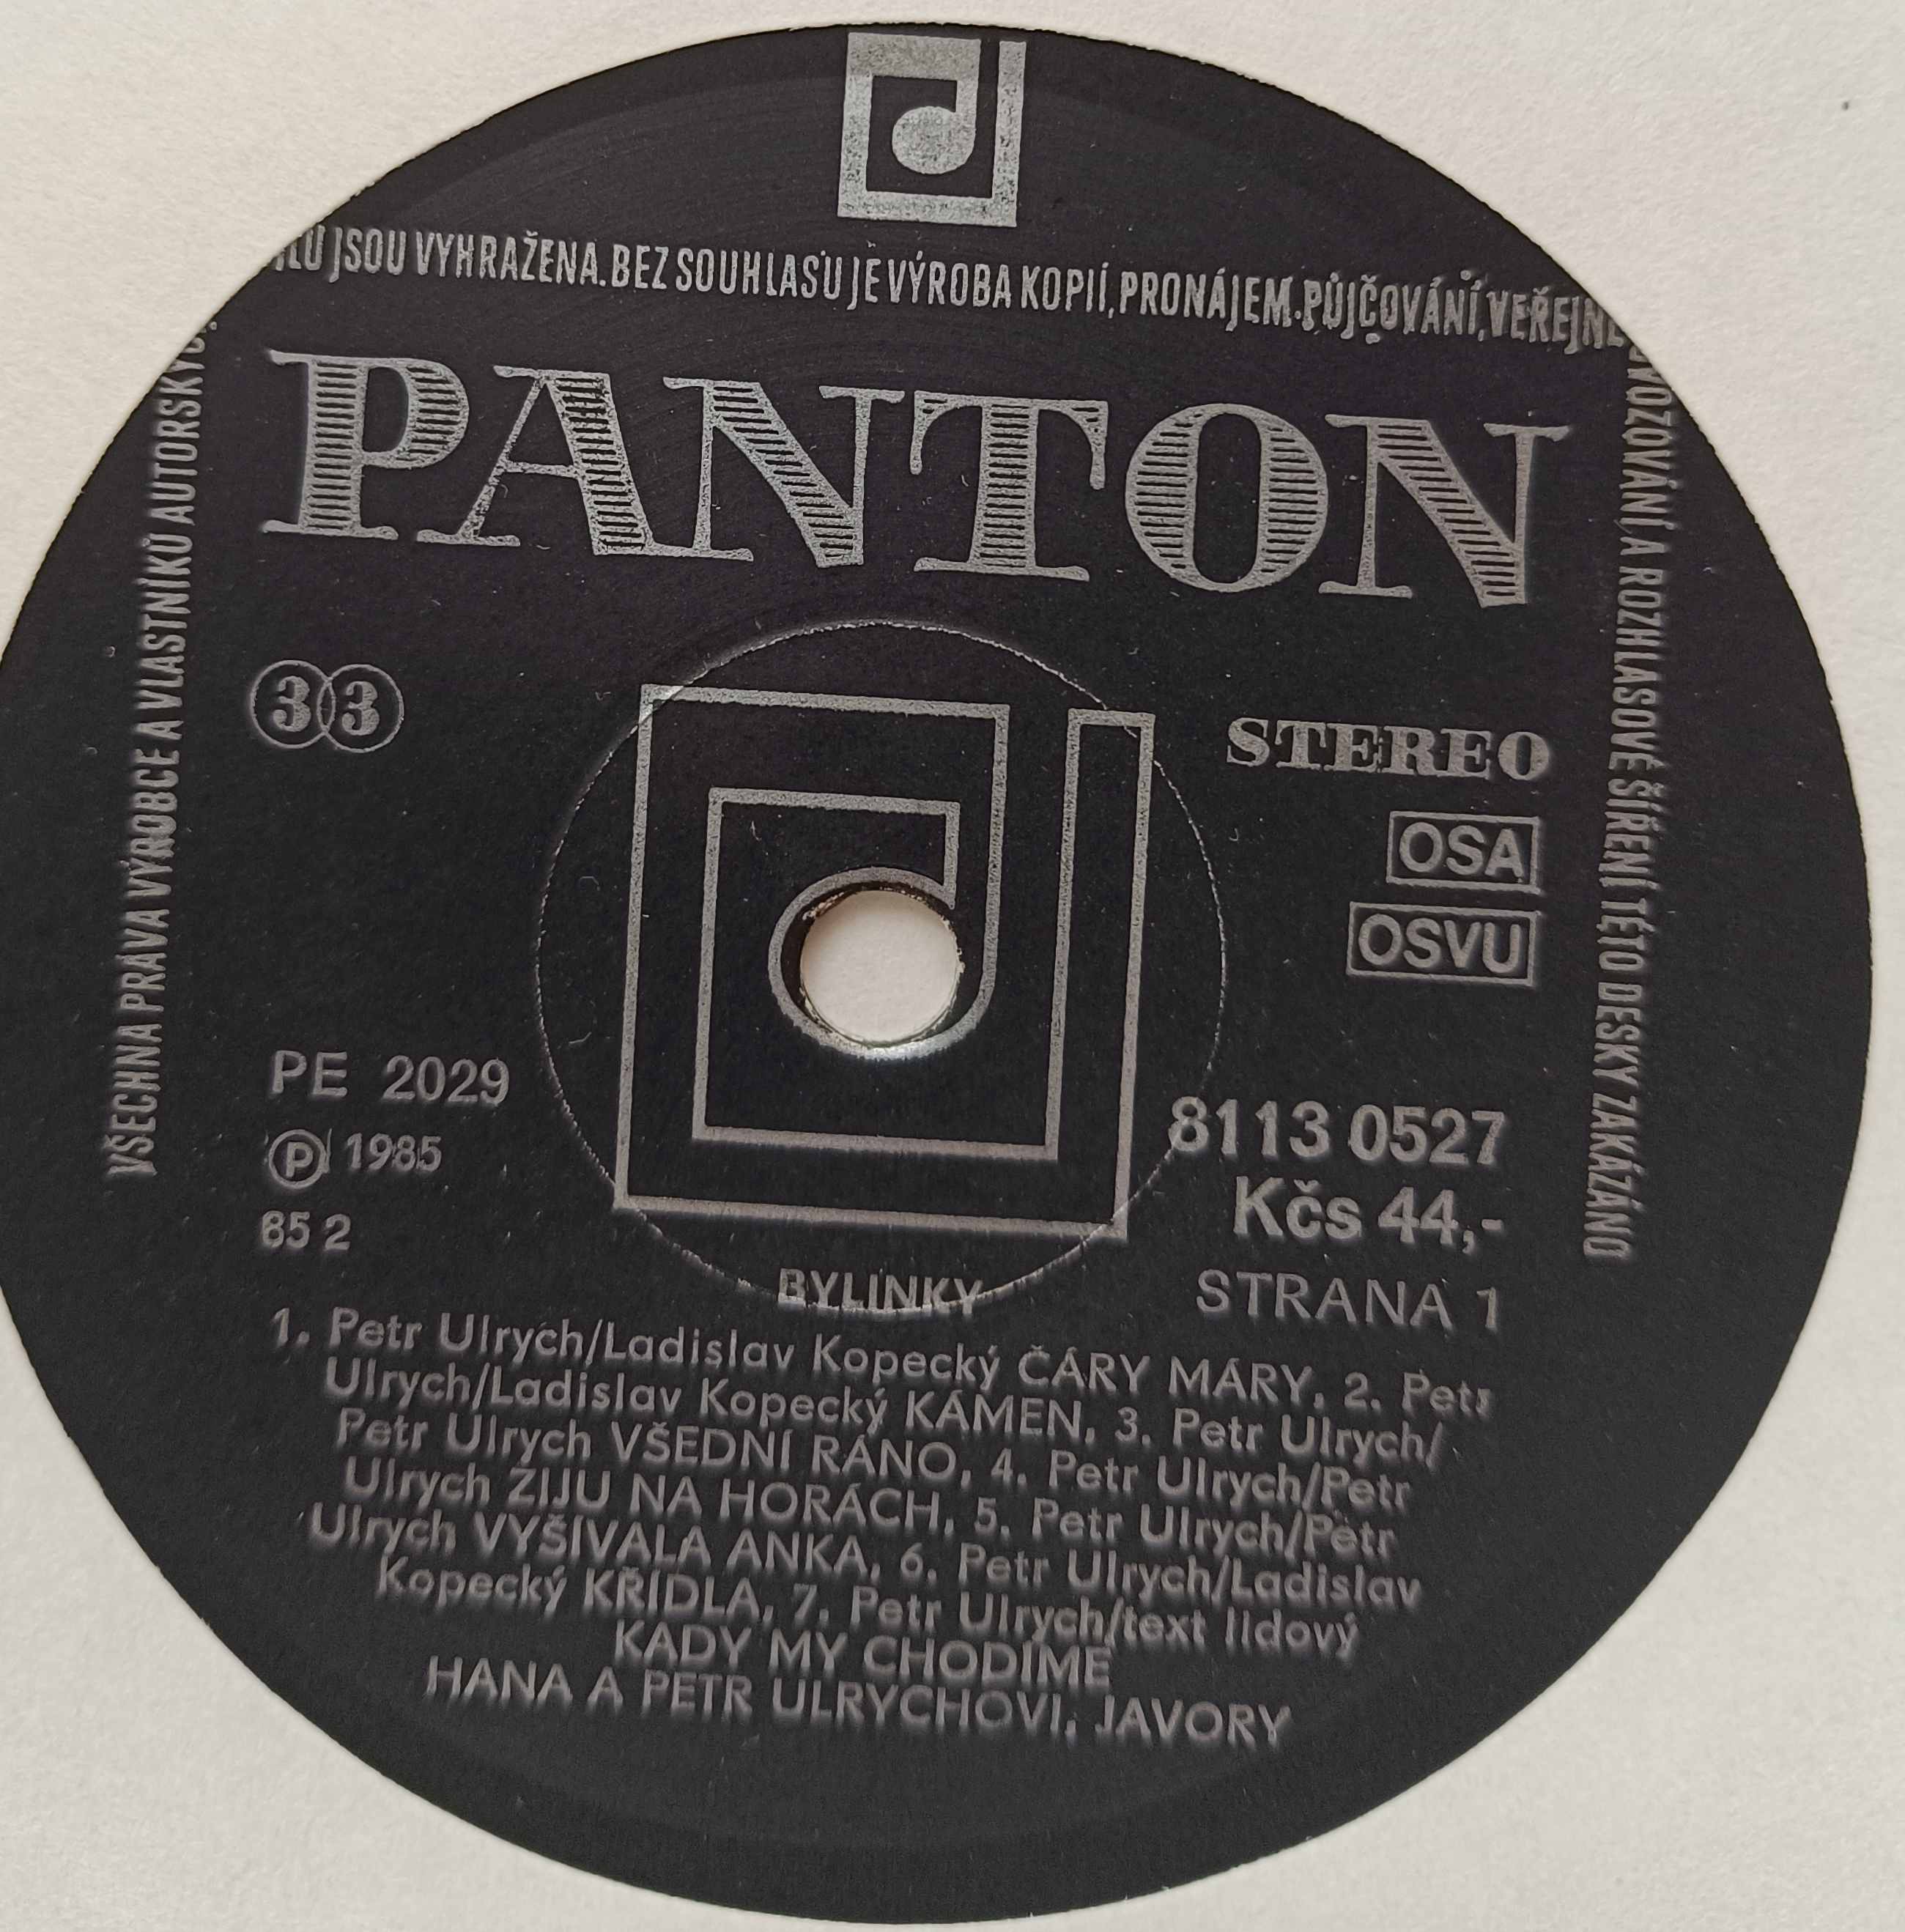 VŠECHNA PRÁVA VÝROBCE A VLASTNÍKŮ AUTORSKÝCH
JSOU VYHRAŽENA. BEZ SOUHLASU JE VÝROBA KOPIÍ, PRONÁJEM. PŮJČOVÁNÍ, VEŘEJNÉ
PROVOZOVÁNÍ A ROZHLASOVÉ ŠÍŘENÍ TÉTO DESKY ZAKÁZÁNO
PANTON
33
STEREO
OSA
OSVU
PE 2029
Ⓟ 1985
85 2
8113 0527
Kčs 44,-
STRANA 1
BYLINKY
1. Petr Ulrych/Ladislav Kopecký ČÁRY MÁRY, 2. Petr
Ulrych/Ladislav Kopecký KÁMEN, 3. Petr Ulrych/
Petr Ulrych VŠEDNÍ RÁNO, 4. Petr Ulrych/Petr
Ulrych ŽIJU NA HORÁCH, 5. Petr Ulrych/Petr
Ulrych VYŠÍVALA ANKA, 6. Petr Ulrych/Ladislav
Kopecký KŘÍDLA, 7. Petr Ulrych/text lidový
KADY MY CHODÍME
HANA A PETR ULRYCHOVI, JAVORY